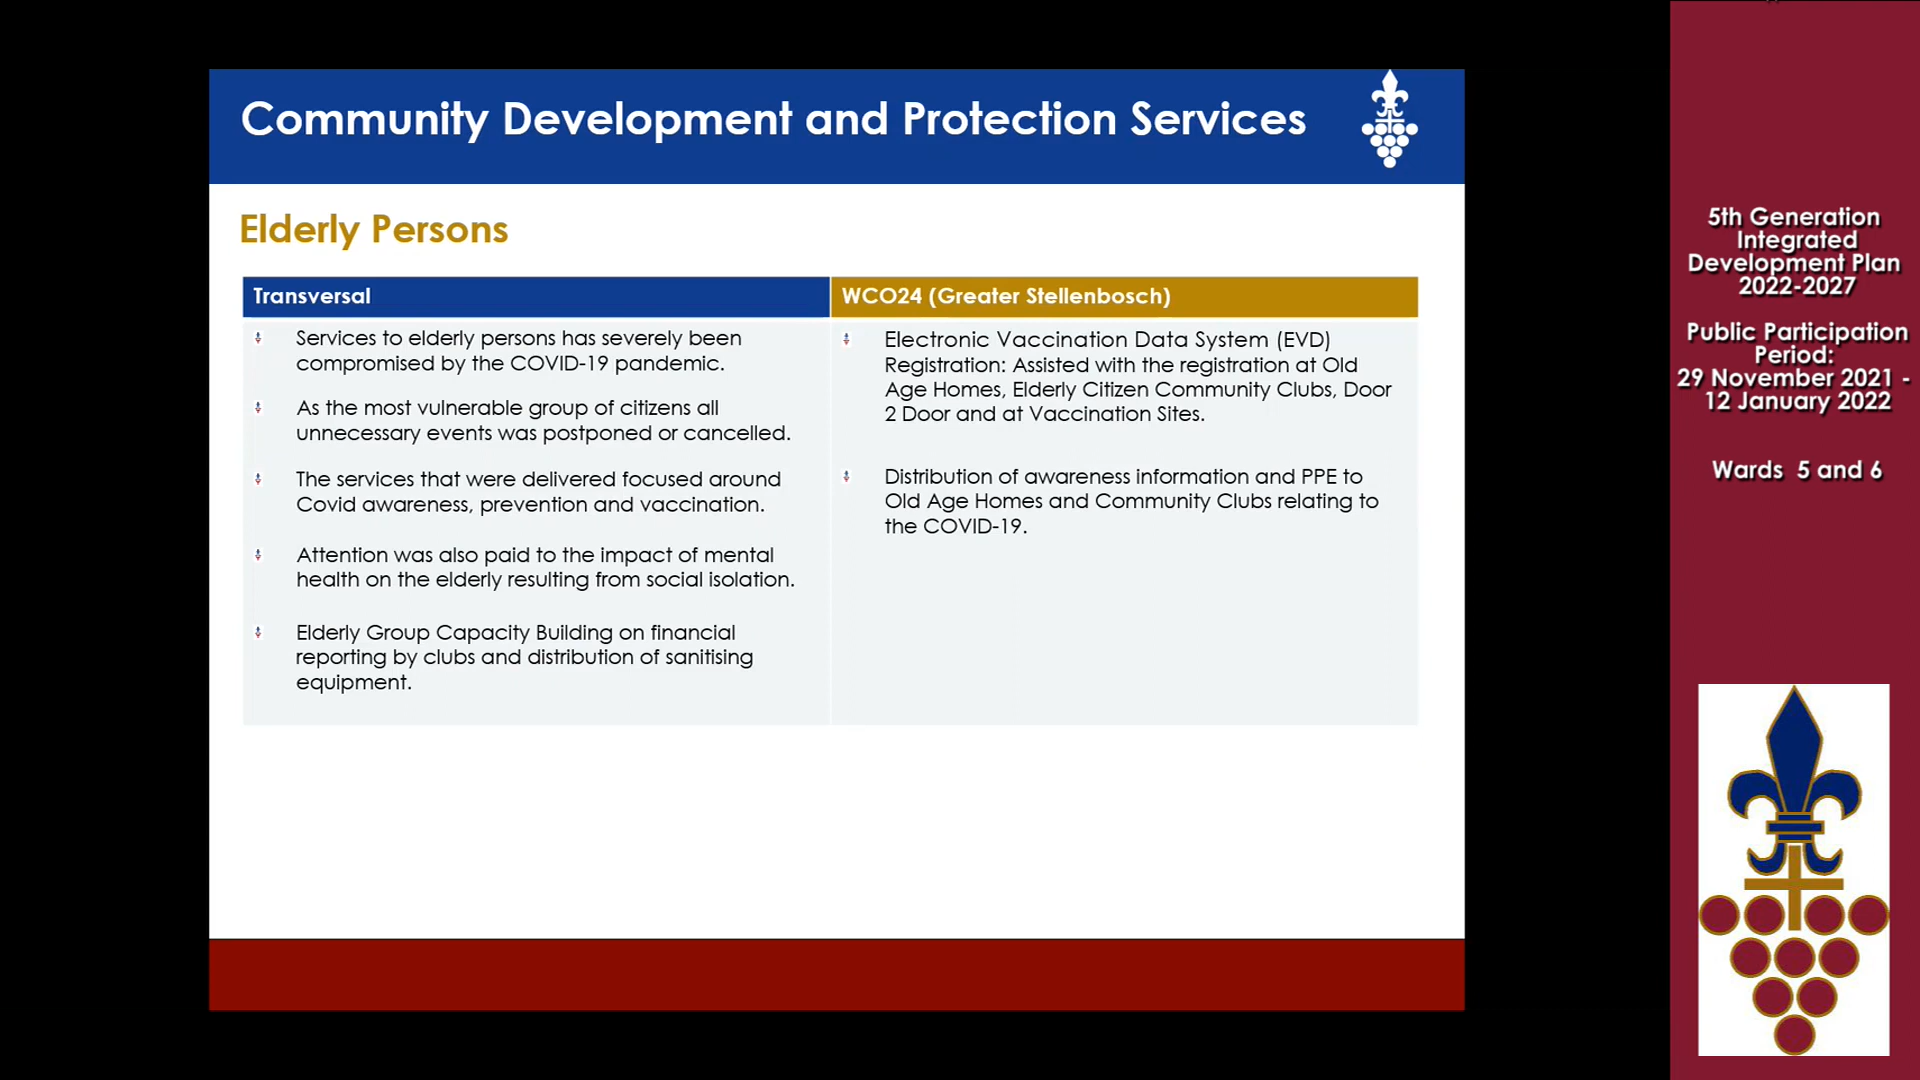 Community Development and Protection Services
Elderly Persons
Transversal
Services to elderly persons has severely been
compromised by the COVID-19 pandemic.
As the most vulnerable group of citizens all
unnecessary events was postponed or cancelled.
The services that were delivered focused around
Covid awareness, prevention and vaccination.
Attention was also paid to the impact of mental
health on the elderly resulting from social isolation.
Elderly Group Capacity Building on financial
reporting by clubs and distribution of sanitising
equipment.
WCO24 (Greater Stellenbosch)
Electronic Vaccination Data System (EVD)
Registration: Assisted with the registration at Old
Age Homes, Elderly Citizen Community Clubs, Door
2 Door and at Vaccination Sites.
Distribution of awareness information and PPE to
Old Age Homes and Community Clubs relating to
the COVID-19.
5th Generation
Integrated
Development Plan
2022-2027
Public Participation
Period:
29 November 2021 -
12 January 2022
Wards 5 and 6